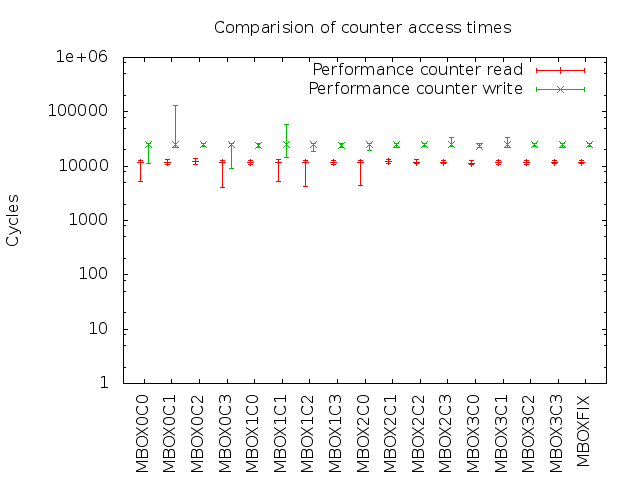 Comparision of counter access times
Performance counter read
Performance counter write
1e+06
100000
10000
1000
100
10
1
Cycles
MBOX0C0
MBOX0C1
MBOX0C2
MBOX0C3
MBOX1C0
MBOX1C1
MBOX1C2
MBOX1C3
MBOX2C0
MBOX2C1
MBOX2C2
MBOX2C3
MBOX3C0
MBOX3C1
MBOX3C2
MBOX3C3
MBOXFIX